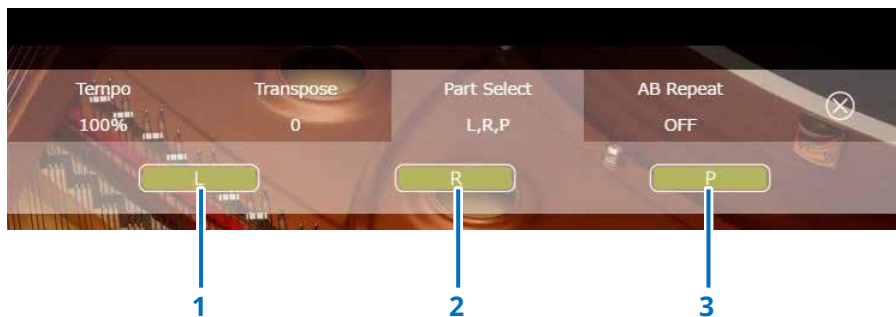 Tempo Transpose Part Select AB Repeat
100% 0 L,R,P OFF
L R P
1 2 3